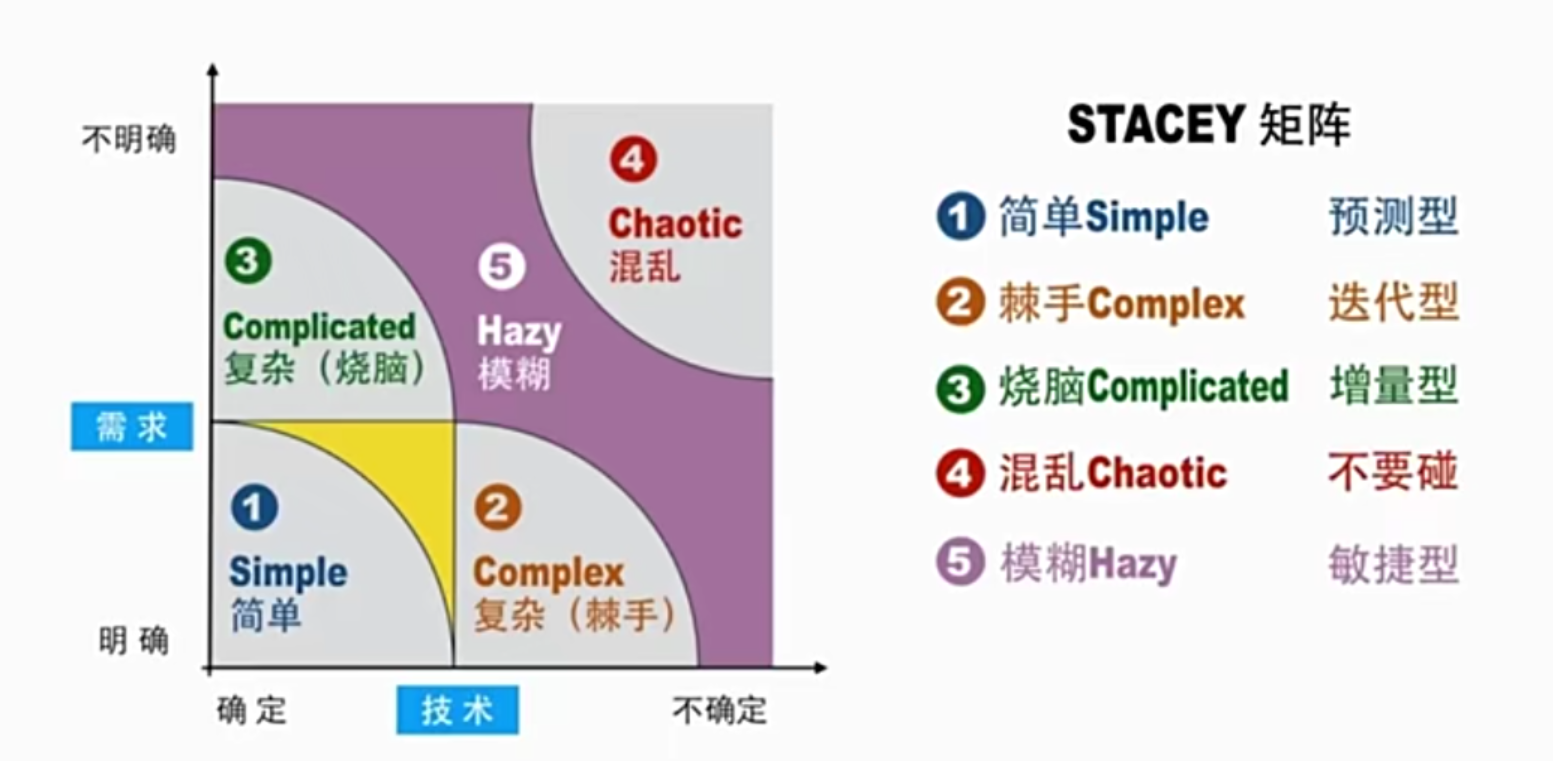 不明确
4
Chaotic
混乱
3
Complicated
复杂（烧脑）
5
Hazy
模糊
需求
1
Simple
简单
2
Complex
复杂（棘手）
明确
确定
技术
不确定
STACEY 矩阵
1 简单Simple 预测型
2 棘手Complex 迭代型
3 烧脑Complicated 增量型
4 混乱Chaotic 不要碰
5 模糊Hazy 敏捷型